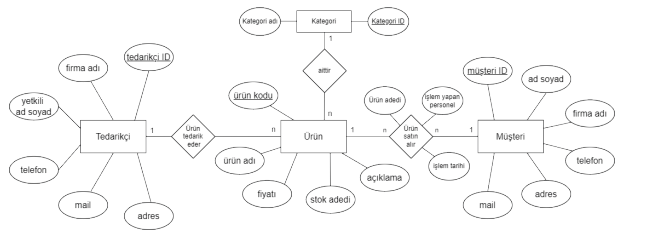 Kategori adı
Kategori
Kategori ID
1
aittir
n
tedarikçi ID
firma adı
yetkili
ad soyad
telefon
mail
adres
Tedarikçi
1
Ürün
tedarik
eder
n
ürün kodu
Ürün
ürün adı
fiyatı
stok adedi
açıklama
1
n
Ürün adedi
işlem yapan
personel
Ürün
satın
alır
işlem tarihi
n
1
müşteri ID
ad soyad
firma adı
Müşteri
telefon
adres
mail